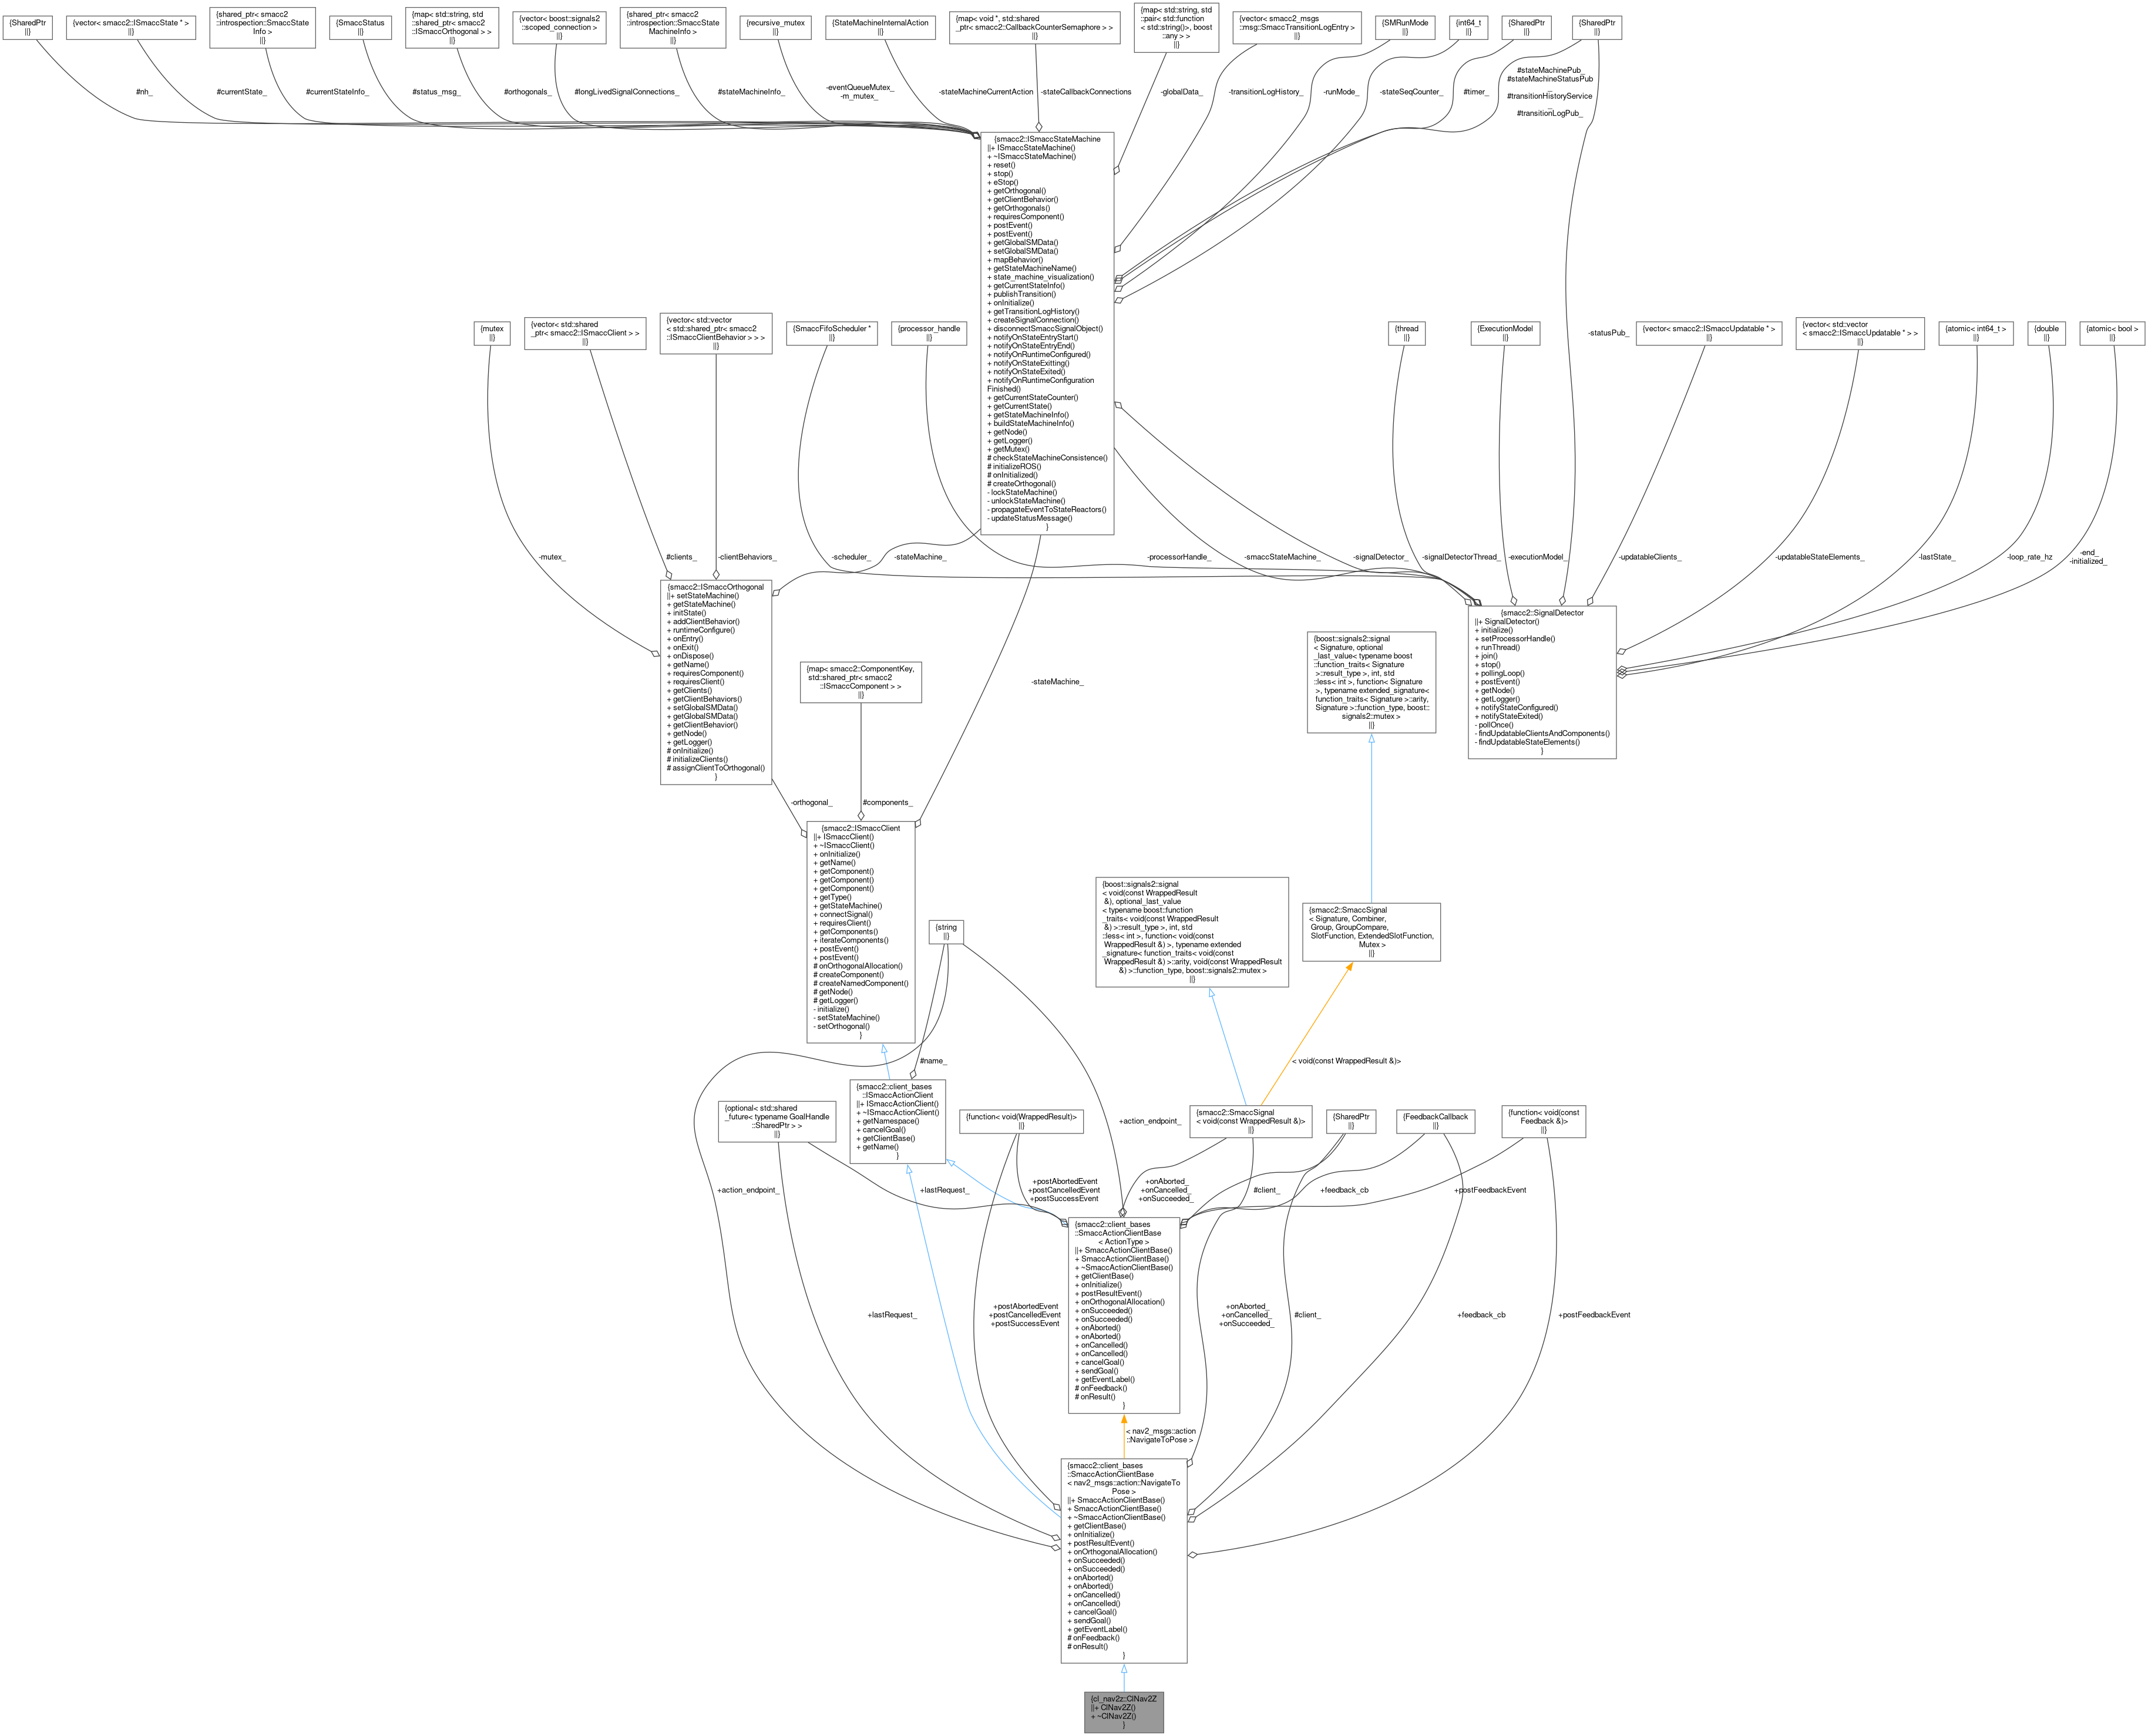 {SharedPtr
||}
{vector< smacc2::ISmaccState * >
||}
{shared_ptr< smacc2
::introspection::SmaccState
Info >
||}
{SmaccStatus
||}
{map< std::string, std
::shared_ptr< smacc2
::ISmaccOrthogonal > >
||}
{vector< boost::signals2
::scoped_connection >
||}
{shared_ptr< smacc2
::introspection::SmaccState
MachineInfo >
||}
{recursive_mutex
||}
{StateMachineInternalAction
||}
{map< void *, std::shared
_ptr< smacc2::CallbackCounterSemaphore > >
||}
{map< std::string, std
::pair< std::function
< std::string()>, boost
::any > >
||}
{vector< smacc2_msgs
::msg::SmaccTransitionLogEntry >
||}
{SMRunMode
||}
{int64_t
||}
{SharedPtr
||}
{SharedPtr
||}
#nh_
#currentState_
#currentStateInfo_
#status_msg_
#orthogonals_
#longLivedSignalConnections_
#stateMachineInfo_
-eventQueueMutex_
-m_mutex_
-stateMachineCurrentAction
-stateCallbackConnections
-globalData_
-transitionLogHistory_
-runMode_
-stateSeqCounter_
#timer_
#stateMachinePub_
#stateMachineStatusPub
_
#transitionHistoryService
_
#transitionLogPub_
{smacc2::ISmaccStateMachine
||+ ISmaccStateMachine()
+ ~ISmaccStateMachine()
+ reset()
+ stop()
+ eStop()
+ getOrthogonal()
+ getClientBehavior()
+ getOrthogonals()
+ requiresComponent()
+ postEvent()
+ postEvent()
+ getGlobalSMData()
+ setGlobalSMData()
+ mapBehavior()
+ getStateMachineName()
+ state_machine_visualization()
+ getCurrentStateInfo()
+ publishTransition()
+ onInitialize()
+ getTransitionLogHistory()
+ createSignalConnection()
+ disconnectSmaccSignalObject()
+ notifyOnStateEntryStart()
+ notifyOnStateEntryEnd()
+ notifyOnRuntimeConfigured()
+ notifyOnStateExitting()
+ notifyOnStateExited()
+ notifyOnRuntimeConfiguration
Finished()
+ getCurrentStateCounter()
+ getCurrentState()
+ getStateMachineInfo()
+ buildStateMachineInfo()
+ getNode()
+ getLogger()
+ getMutex()
# checkStateMachineConsistence()
# initializeROS()
# onInitialized()
# createOrthogonal()
- lockStateMachine()
- unlockStateMachine()
- propagateEventToStateReactors()
- updateStatusMessage()
}
{mutex
||}
{vector< std::shared
_ptr< smacc2::ISmaccClient > >
||}
{vector< std::vector
< std::shared_ptr< smacc2
::ISmaccClientBehavior > > >
||}
{SmaccFifoScheduler *
||}
{processor_handle
||}
{thread
||}
{ExecutionModel
||}
-statusPub_
{vector< smacc2::ISmaccUpdatable * >
||}
{vector< std::vector
< smacc2::ISmaccUpdatable * > >
||}
{atomic< int64_t >
||}
{double
||}
{atomic< bool >
||}
-mutex_
#clients_
-clientBehaviors_
-scheduler_
-stateMachine_
-processorHandle_
-smaccStateMachine_
-signalDetector_
-signalDetectorThread_
-executionModel_
-updatableClients_
-updatableStateElements_
-lastState_
-loop_rate_hz
-end_
-initialized_
{smacc2::ISmaccOrthogonal
||+ setStateMachine()
+ getStateMachine()
+ initState()
+ addClientBehavior()
+ runtimeConfigure()
+ onEntry()
+ onExit()
+ onDispose()
+ getName()
+ requiresComponent()
+ requiresClient()
+ getClients()
+ getClientBehaviors()
+ setGlobalSMData()
+ getGlobalSMData()
+ getClientBehavior()
+ getNode()
+ getLogger()
# onInitialize()
# initializeClients()
# assignClientToOrthogonal()
}
{smacc2::SignalDetector
||+ SignalDetector()
+ initialize()
+ setProcessorHandle()
+ runThread()
+ join()
+ stop()
+ pollingLoop()
+ postEvent()
+ getNode()
+ getLogger()
+ notifyStateConfigured()
+ notifyStateExited()
- pollOnce()
- findUpdatableClientsAndComponents()
- findUpdatableStateElements()
}
{boost::signals2::signal
< Signature, optional
_last_value< typename boost
::function_traits< Signature
>::result_type >, int, std
::less< int >, function< Signature
>, typename extended_signature<
function_traits< Signature >::arity,
Signature >::function_type, boost::
signals2::mutex >
||}
{map< smacc2::ComponentKey,
std::shared_ptr< smacc2
::ISmaccComponent > >
||}
-stateMachine_
-orthogonal_
#components_
{smacc2::ISmaccClient
||+ ISmaccClient()
+ ~ISmaccClient()
+ onInitialize()
+ getName()
+ getComponent()
+ getComponent()
+ getComponent()
+ getType()
+ getStateMachine()
+ connectSignal()
+ requiresClient()
+ getComponents()
+ iterateComponents()
+ postEvent()
+ postEvent()
# onOrthogonalAllocation()
# createComponent()
# createNamedComponent()
# getNode()
# getLogger()
- initialize()
- setStateMachine()
- setOrthogonal()
}
{string
||}
{boost::signals2::signal
< void(const WrappedResult
&), optional_last_value
< typename boost::function
_traits< void(const WrappedResult
&) >::result_type >, int, std
::less< int >, function< void(const
WrappedResult &) >, typename extended
_signature< function_traits< void(const
WrappedResult &) >::arity, void(const WrappedResult
&) >::function_type, boost::signals2::mutex >
||}
{smacc2::SmaccSignal
< Signature, Combiner,
Group, GroupCompare,
SlotFunction, ExtendedSlotFunction,
Mutex >
||}
#name_
< void(const WrappedResult &)>
{optional< std::shared
_future< typename GoalHandle
::SharedPtr > >
||}
{smacc2::client_bases
::ISmaccActionClient
||+ ISmaccActionClient()
+ ~ISmaccActionClient()
+ getNamespace()
+ cancelGoal()
+ getClientBase()
+ getName()
}
{function< void(WrappedResult)>
||}
+action_endpoint_
{smacc2::SmaccSignal
< void(const WrappedResult &)>
||}
{SharedPtr
||}
{FeedbackCallback
||}
{function< void(const
Feedback &)>
||}
+action_endpoint_
+lastRequest_
+postAbortedEvent
+postCancelledEvent
+postSuccessEvent
+onAborted_
+onCancelled_
+onSucceeded_
#client_
+feedback_cb
+postFeedbackEvent
{smacc2::client_bases
::SmaccActionClientBase
< ActionType >
||+ SmaccActionClientBase()
+ SmaccActionClientBase()
+ ~SmaccActionClientBase()
+ getClientBase()
+ onInitialize()
+ postResultEvent()
+ onOrthogonalAllocation()
+ onSucceeded()
+ onSucceeded()
+ onAborted()
+ onAborted()
+ onCancelled()
+ onCancelled()
+ cancelGoal()
+ sendGoal()
+ getEventLabel()
# onFeedback()
# onResult()
}
+lastRequest_
+postAbortedEvent
+postCancelledEvent
+postSuccessEvent
+onAborted_
+onCancelled_
+onSucceeded_
#client_
+feedback_cb
+postFeedbackEvent
< nav2_msgs::action
::NavigateToPose >
{smacc2::client_bases
::SmaccActionClientBase
< nav2_msgs::action::NavigateTo
Pose >
||+ SmaccActionClientBase()
+ SmaccActionClientBase()
+ ~SmaccActionClientBase()
+ getClientBase()
+ onInitialize()
+ postResultEvent()
+ onOrthogonalAllocation()
+ onSucceeded()
+ onSucceeded()
+ onAborted()
+ onAborted()
+ onCancelled()
+ onCancelled()
+ cancelGoal()
+ sendGoal()
+ getEventLabel()
# onFeedback()
# onResult()
}
{cl_nav2z::ClNav2Z
||+ ClNav2Z()
+ ~ClNav2Z()
}